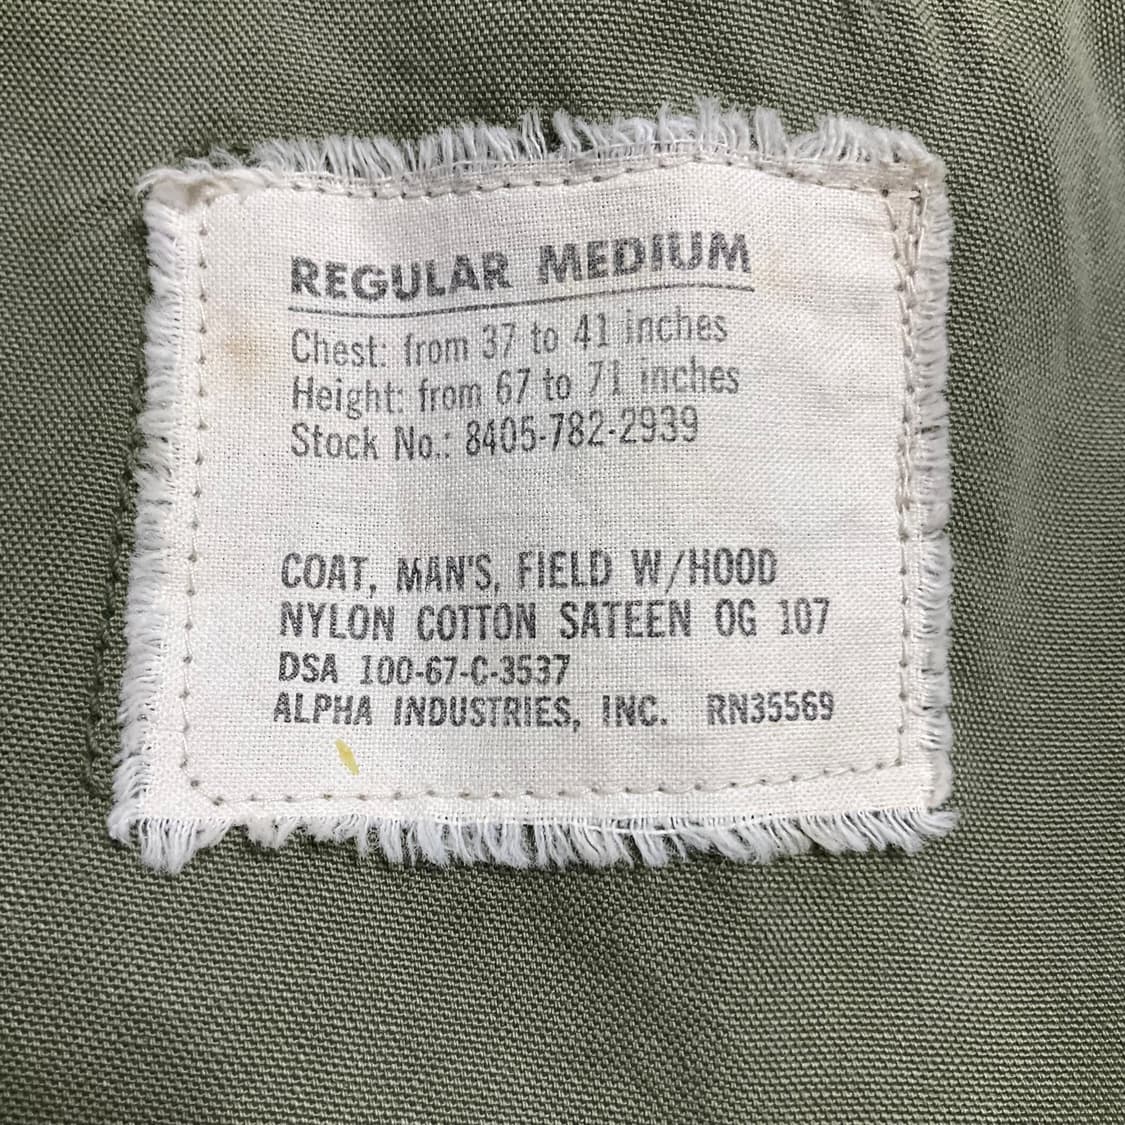 REGULAR MEDIUM
Chest: from 37 to 41 inches
Height: from 67 to 71 inches
Stock No.: 8405-782-2939
COAT, MAN'S, FIELD W/HOOD
NYLON COTTON SATEEN OG 107
DSA 100-67-C-3537
ALPHA INDUSTRIES, INC. RN35569